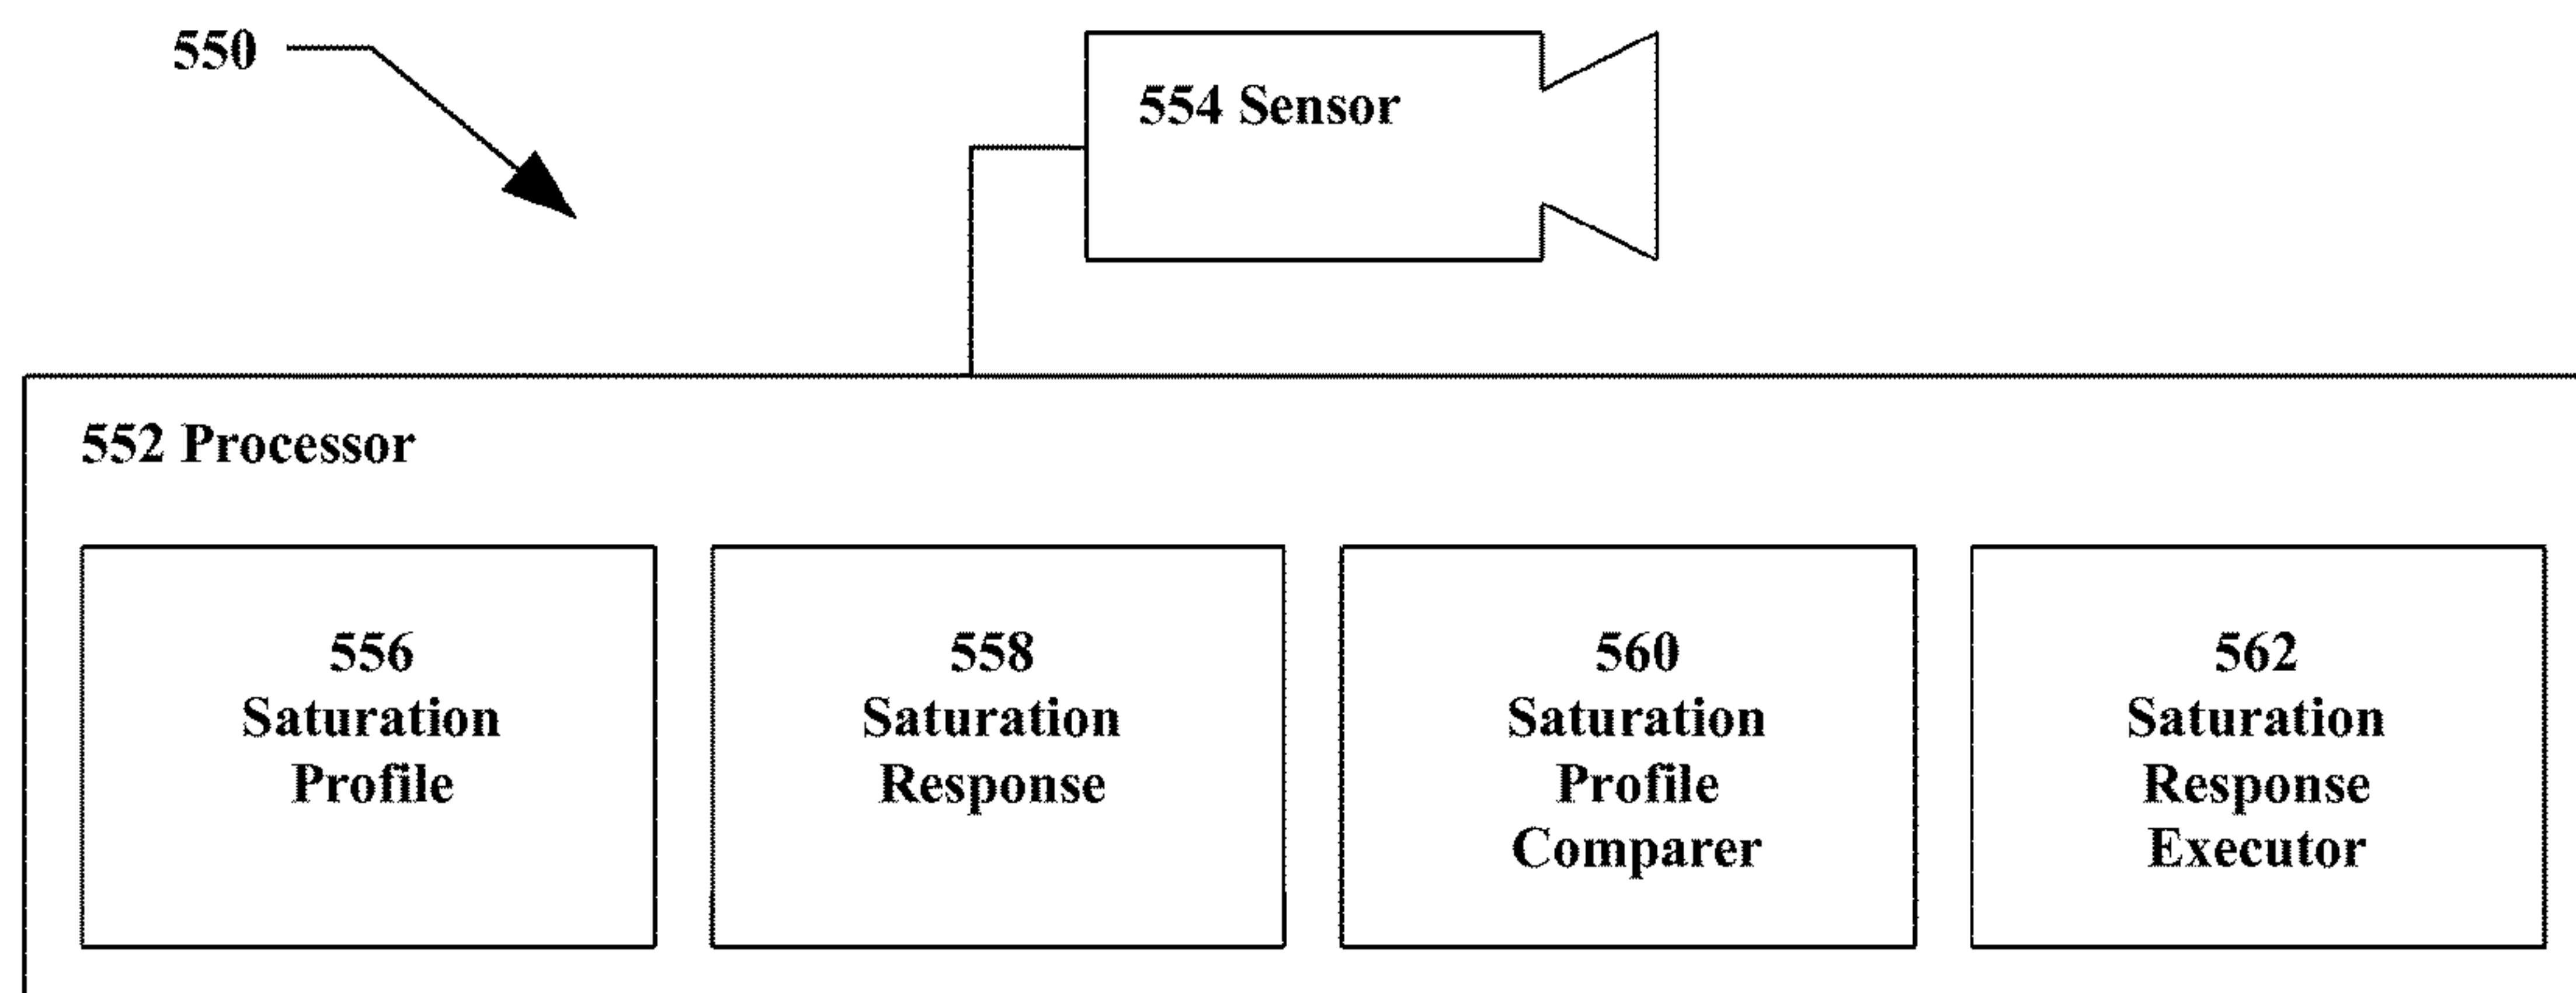 550
554 Sensor
552 Processor
556
Saturation
Profile
558
Saturation
Response
560
Saturation
Profile
Comparer
562
Saturation
Response
Executor